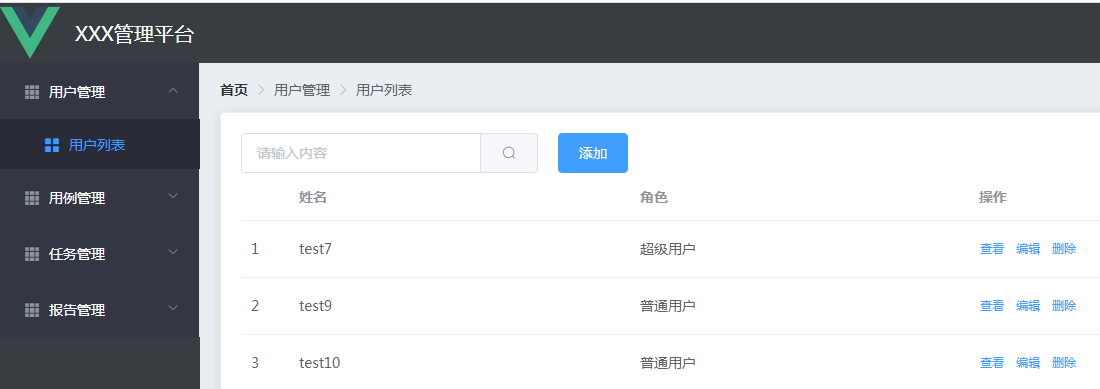 XXX管理平台
用户管理
用户列表
用例管理
任务管理
报告管理
首页 > 用户管理 > 用户列表
请输入内容 添加
姓名 角色 操作
1 test7 超级用户 查看 编辑 删除
2 test9 普通用户 查看 编辑 删除
3 test10 普通用户 查看 编辑 删除